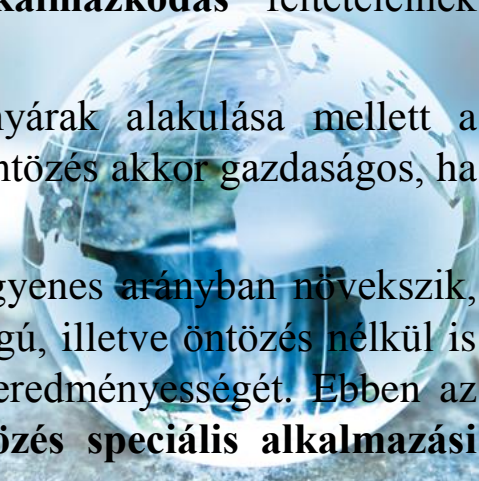 kalmazkodás feltételeinek
nyárak alakulása mellett a
ntözés akkor gazdaságos, ha
gyenes arányban növekszik,
gú, illetve öntözés nélkül is
eredményességét. Ebben az
özés speciális alkalmazási